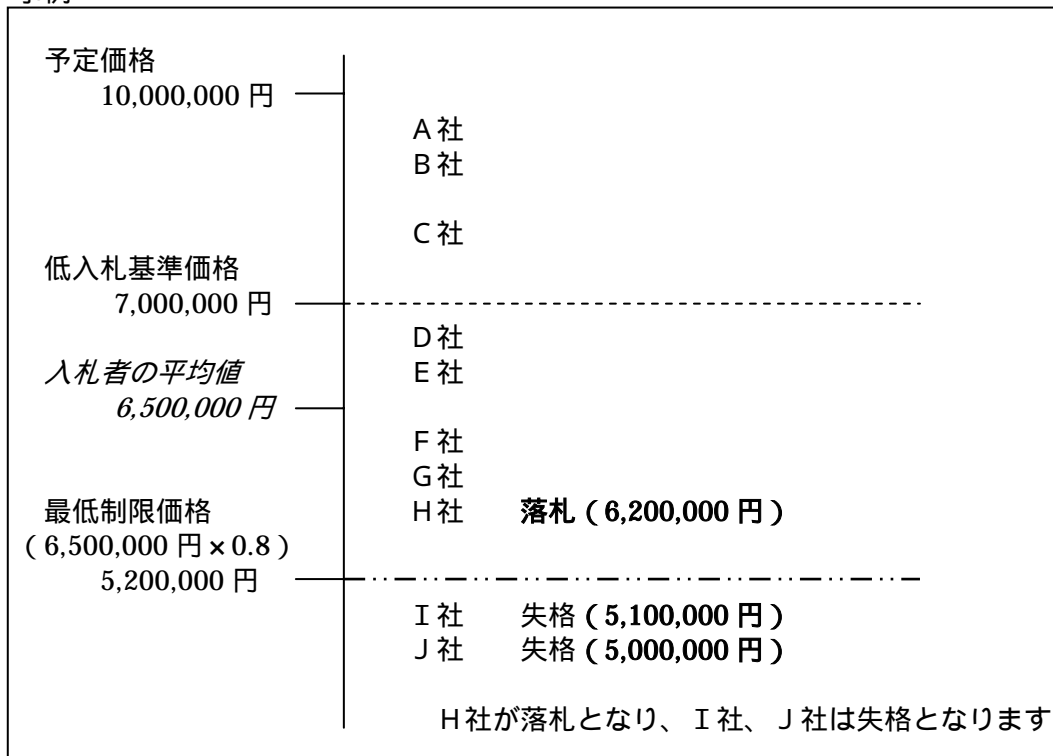 予定価格
10,000,000 円
A社
B社
C社
低入札基準価格
7,000,000 円
D社
E社
入札者の平均値
6,500,000 円
F社
G社
最低制限価格
H社 落札(6,200,000 円)
(6,500,000 円×0.8)
5,200,000 円
I社 失格(5,100,000 円)
J社 失格(5,000,000 円)
H社が落札となり、I社、J社は失格となります